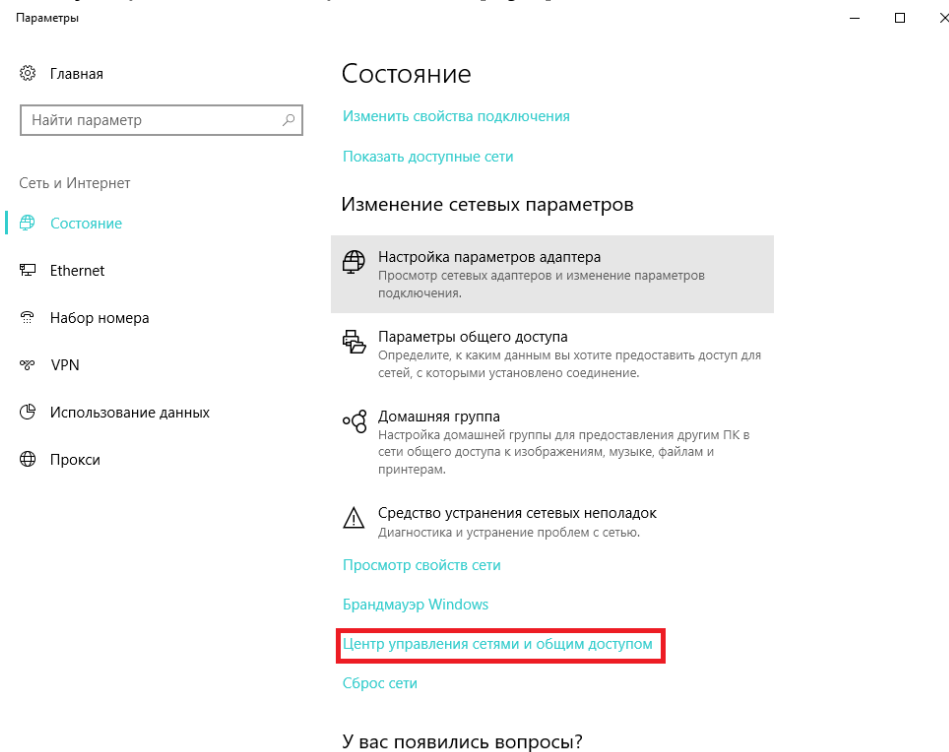 Параметры
Главная
Найти параметр
Сеть и Интернет
Состояние
Ethernet
Набор номера
VPN
Использование данных
Прокси
Состояние
Изменить свойства подключения
Показать доступные сети
Изменение сетевых параметров
Настройка параметров адаптера
Просмотр сетевых адаптеров и изменение параметров
подключения.
Параметры общего доступа
Определите, к каким данным вы хотите предоставить доступ для
сетей, с которыми установлено соединение.
Домашняя группа
Настройка домашней группы для предоставления другим ПК в
сети общего доступа к изображениям, музыке, файлам и
принтерам.
Средство устранения сетевых неполадок
Диагностика и устранение проблем с сетью.
Просмотр свойств сети
Брандмауэр Windows
Центр управления сетями и общим доступом
Сброс сети
У вас появились вопросы?